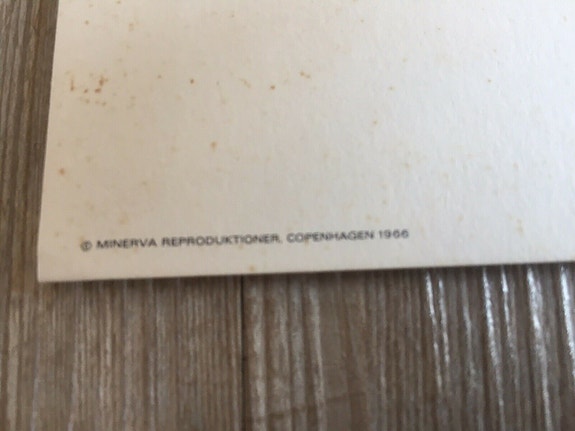 © MINERVA REPRODUKTIONER, COPENHAGEN 1966